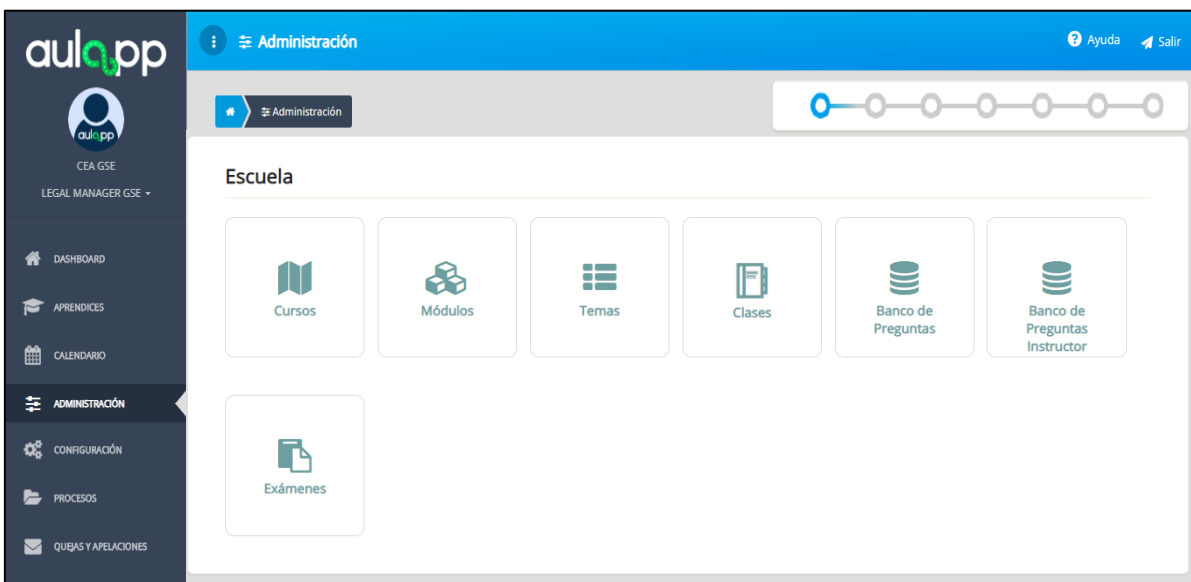 aulapp
Administración
Ayuda
Salir
aulapp
Administración
CEA GSE
LEGAL MANAGER GSE
Escuela
DASHBOARD
APRENDICES
CALENDARIO
ADMINISTRACIÓN
CONFIGURACIÓN
PROCESOS
QUEJAS Y APELACIONES
Cursos
Módulos
Temas
Clases
Banco de
Preguntas
Banco de
Preguntas
Instructor
Exámenes